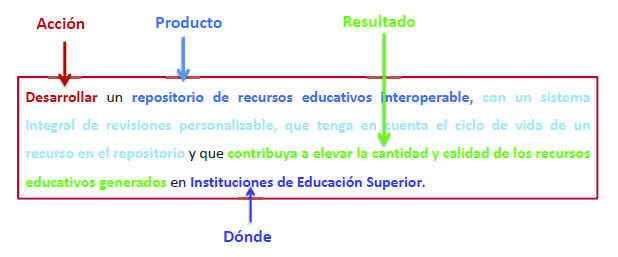 Acción Producto Resultado
Desarrollar un repositorio de recursos educativos interoperable, con un sistema
integral de revisiones personalizable, que tenga en cuenta el ciclo de vida de un
recurso en el repositorio y que contribuya a elevar la cantidad y calidad de los recursos
educativos generados en Instituciones de Educación Superior.
Dónde